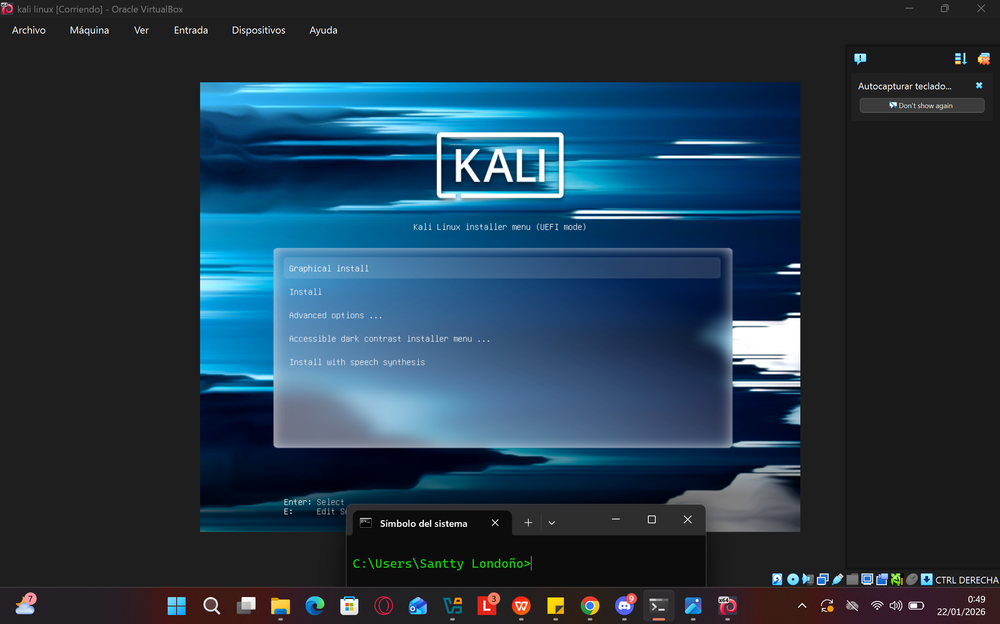 kali linux [Corriendo] - Oracle VirtualBox
Archivo Máquina Ver Entrada Dispositivos Ayuda
Autocapturar teclado...
Don't show again
KALI
Kali Linux installer menu (UEFI mode)
Graphical install
Install
Advanced options ...
Accessible dark contrast installer menu ...
Install with speech synthesis
Enter: Select
E: Edit
Símbolo del sistema
C:\Users\Santty Londoño>
CTRL DERECHA
7
3
9
x64
0:49
22/01/2026